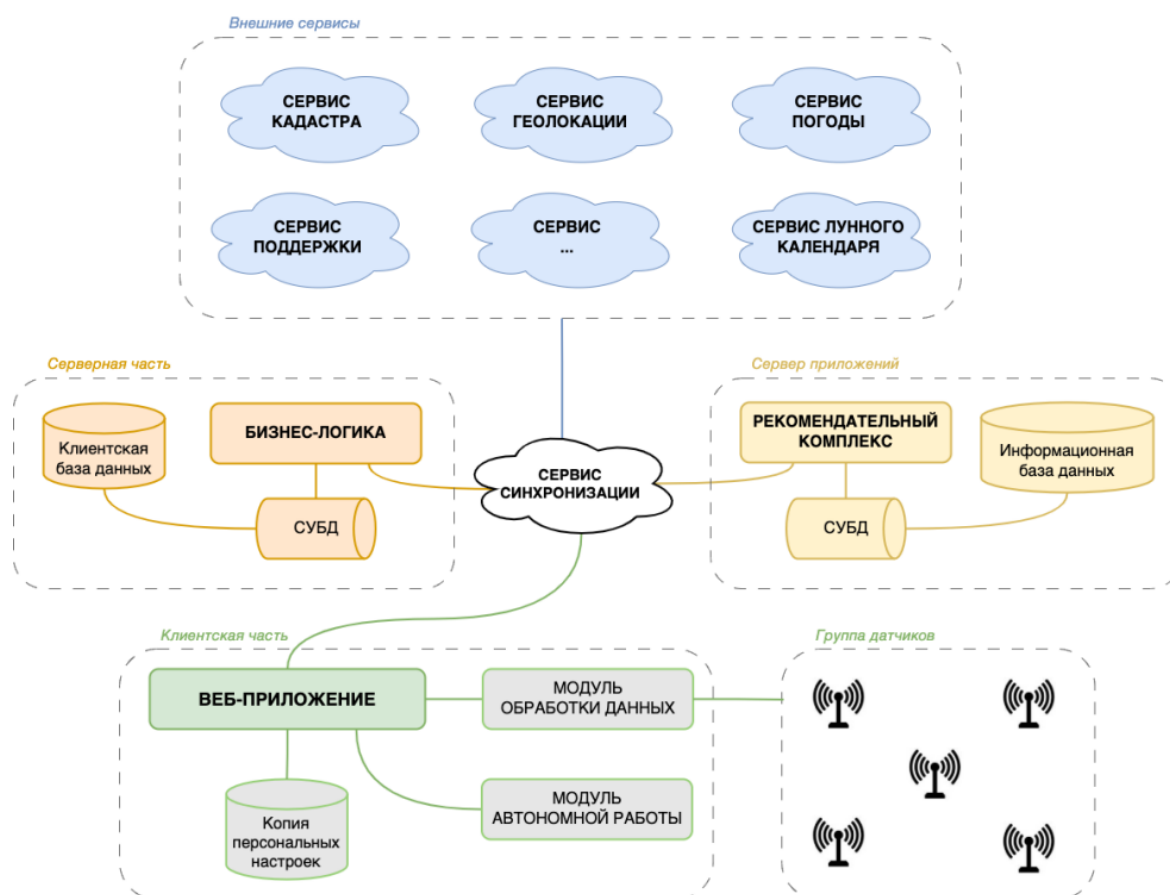 Внешние сервисы
СЕРВИС
КАДАСТРА
СЕРВИС
ГЕОЛОКАЦИИ
СЕРВИС
ПОГОДЫ
СЕРВИС
ПОДДЕРЖКИ
СЕРВИС
...
СЕРВИС ЛУННОГО
КАЛЕНДАРЯ
Серверная часть
Клиентская
база данных
БИЗНЕС-ЛОГИКА
СУБД
СЕРВИС
СИНХРОНИЗАЦИИ
Сервер приложений
РЕКОМЕНДАТЕЛЬНЫЙ
КОМПЛЕКС
Информационная
база данных
СУБД
Клиентская часть
ВЕБ-ПРИЛОЖЕНИЕ
МОДУЛЬ
ОБРАБОТКИ ДАННЫХ
Копия
персональных
настроек
МОДУЛЬ
АВТОНОМНОЙ РАБОТЫ
Группа датчиков